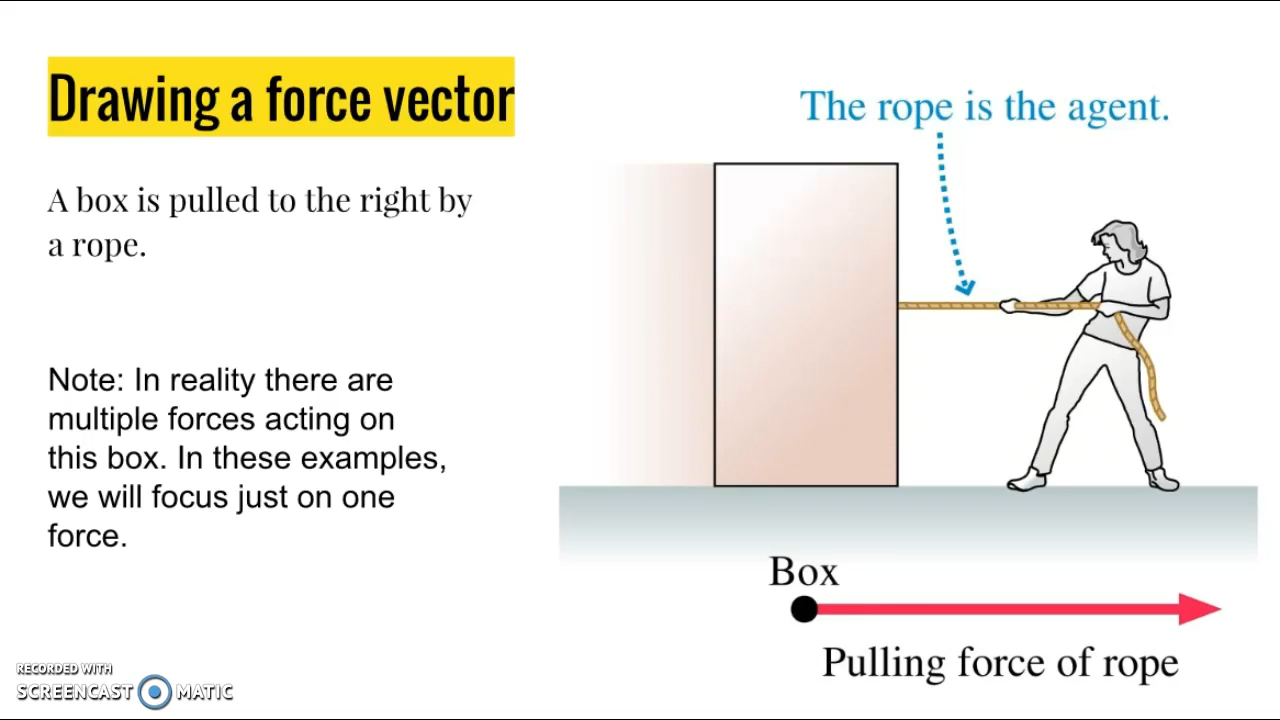 Drawing a force vector
A box is pulled to the right by
a rope.
Note: In reality there are
multiple forces acting on
this box. In these examples,
we will focus just on one
force.
The rope is the agent.
Box
Pulling force of rope
RECORDED WITH
SCREENCAST MATIC